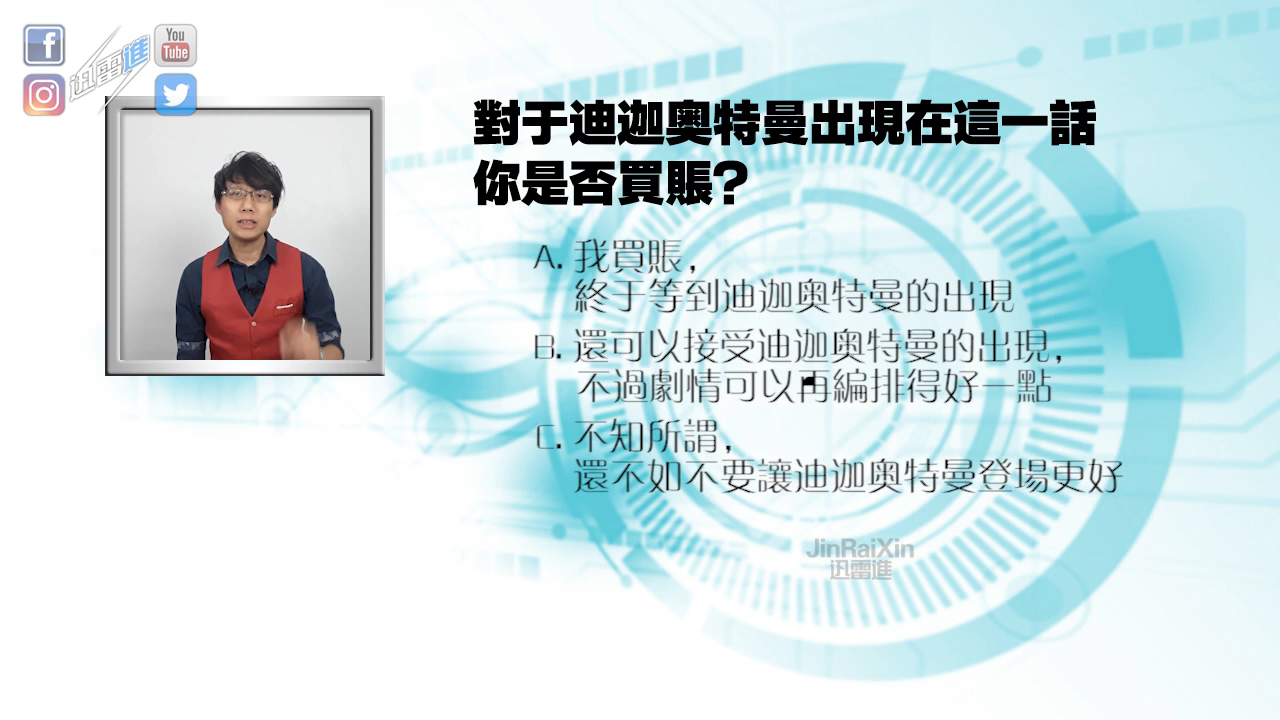 You
Tube
迅雷進
對于迪迦奧特曼出現在這一話
你是否買賬?
A. 我買賬,
終于等到迪迦奧特曼的出現
B. 還可以接受迪迦奧特曼的出現,
不過劇情可以再編排得好一點
C. 不知所謂,
還不如不要讓迪迦奧特曼登場更好
JinRaiXin
迅雷進